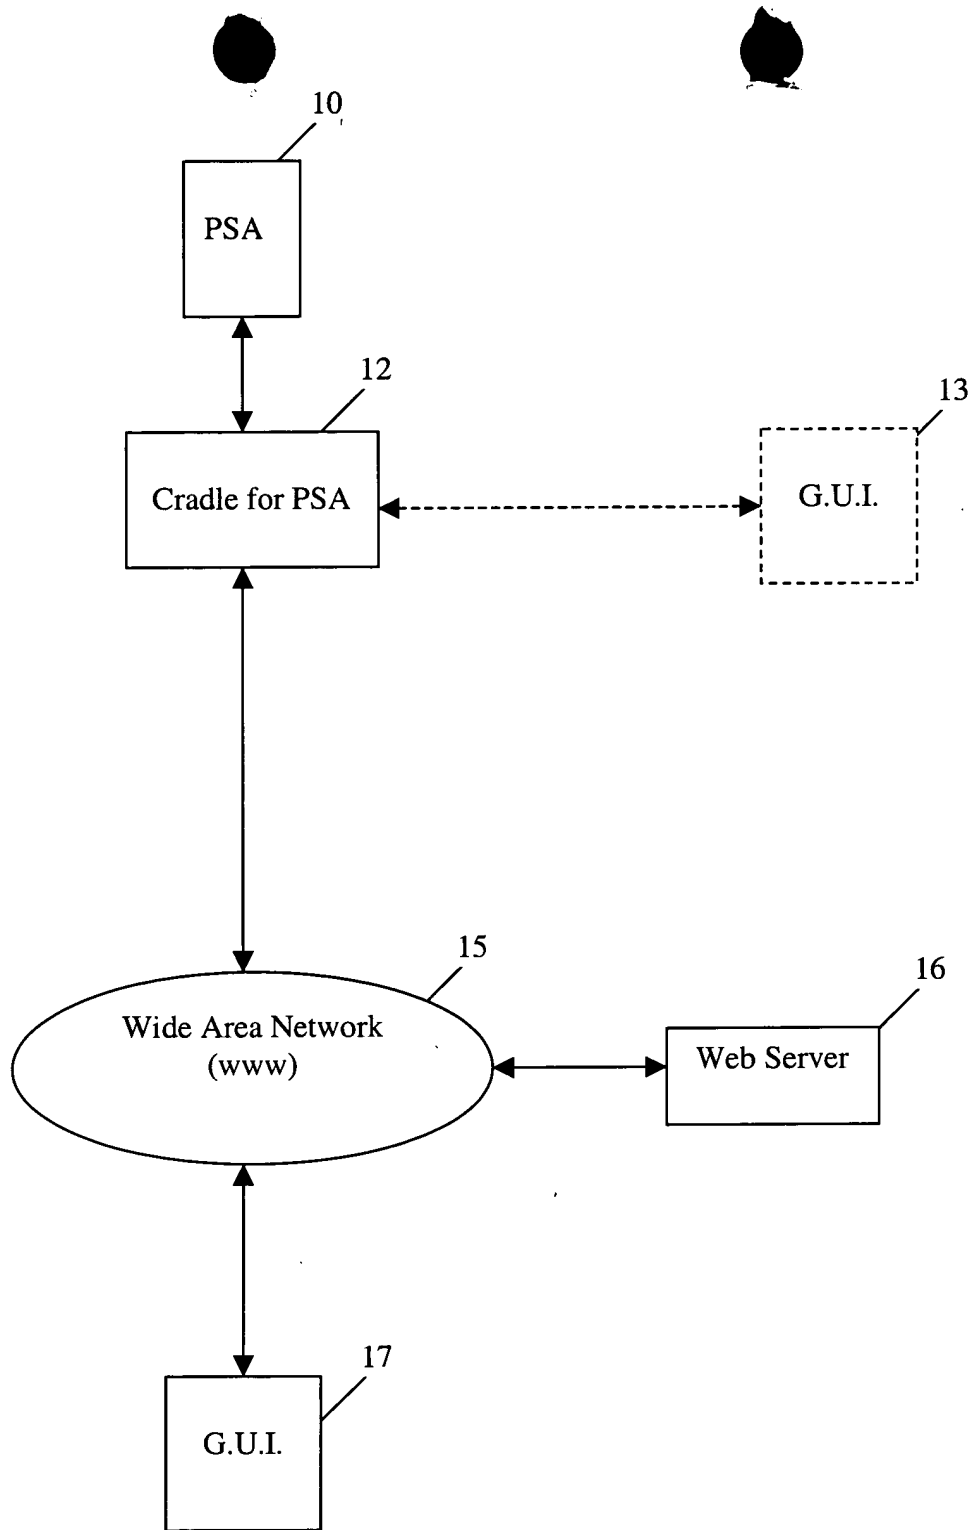 10
PSA
12
13
Cradle for PSA
G.U.I.
15
16
Wide Area Network
(www)
Web Server
17
G.U.I.